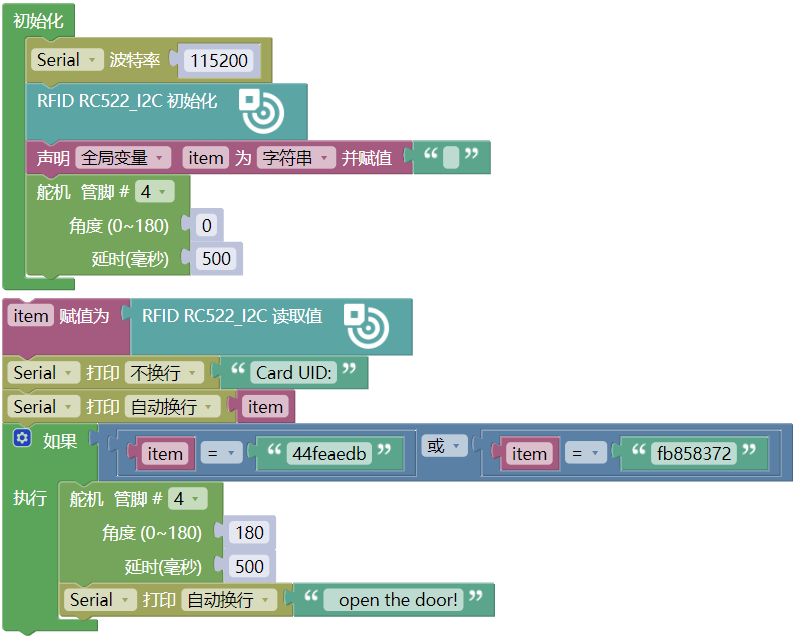 初始化
Serial 波特率 115200
RFID RC522_I2C 初始化
声明 全局变量 item 为 字符串 并赋值 “ ”
舵机 管脚 # 4
角度 (0~180) 0
延时(毫秒) 500
item 赋值为 RFID RC522_I2C 读取值
Serial 打印 不换行 “ Card UID: ”
Serial 打印 自动换行 item
如果 item = “ 44feaedb ” 或 item = “ fb858372 ”
执行 舵机 管脚 # 4
角度 (0~180) 180
延时(毫秒) 500
Serial 打印 自动换行 “ open the door! ”